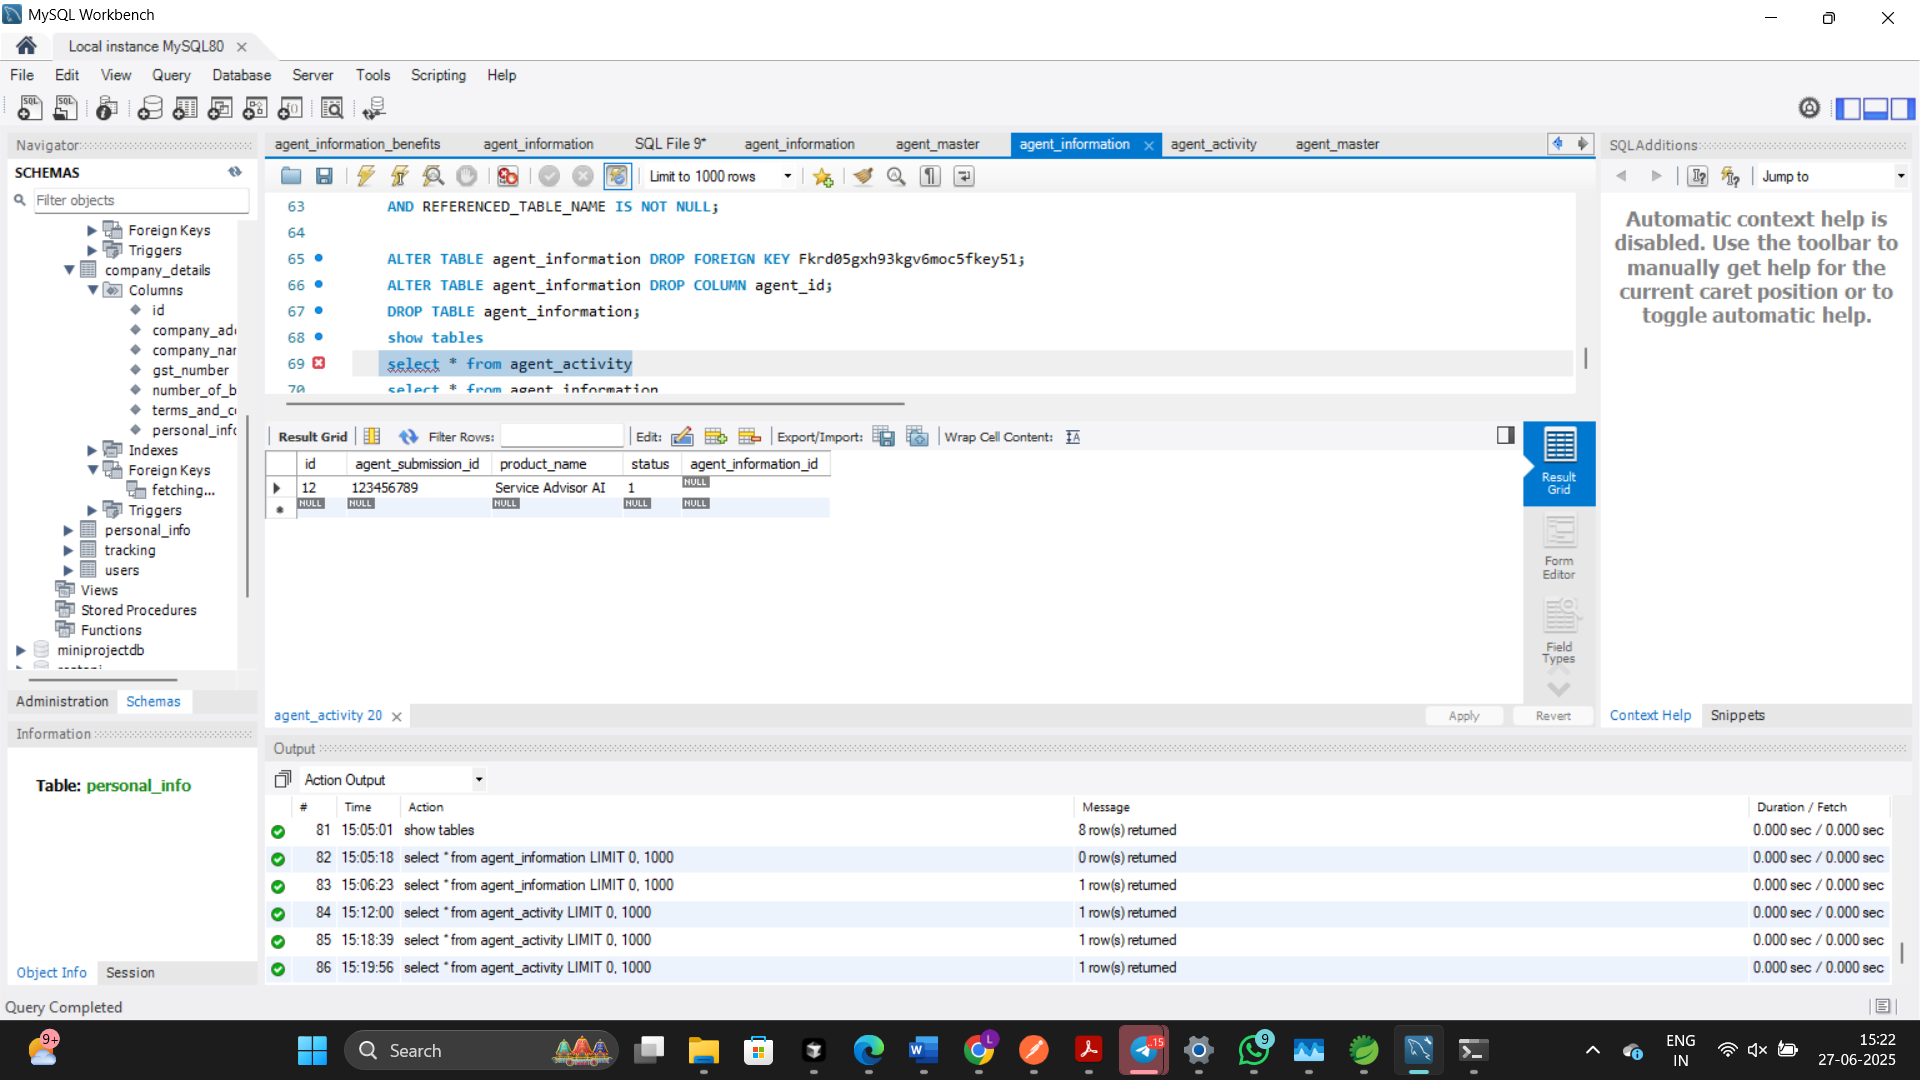 MySQL Workbench
Local instance MySQL80
File Edit View Query Database Server Tools Scripting Help
Navigator
SCHEMAS
Filter objects
Foreign Keys
Triggers
company_details
Columns
id
company_add
company_nar
gst_number
number_of_b
terms_and_co
personal_info
Indexes
Foreign Keys
fetching...
Triggers
personal_info
tracking
users
Views
Stored Procedures
Functions
miniprojectdb
Administration Schemas
Information
Table: personal_info
Object Info Session
Query Completed
agent_information_benefits agent_information SQL File 9* agent_information agent_master agent_information agent_activity agent_master
Limit to 1000 rows
63 AND REFERENCED_TABLE_NAME IS NOT NULL;
64
65 ALTER TABLE agent_information DROP FOREIGN KEY Fkrd05gxh93kgv6moc5fkey51;
66 ALTER TABLE agent_information DROP COLUMN agent_id;
67 DROP TABLE agent_information;
68 show tables
69 select * from agent_activity
70 select * from agent_information
Result Grid Filter Rows: Edit: Export/Import: Wrap Cell Content:
id agent_submission_id product_name status agent_information_id
12 123456789 Service Advisor AI 1 NULL
NULL NULL NULL NULL NULL
Result Grid
Form Editor
Field Types
agent_activity 20
Apply Revert
SQLAdditions
Jump to
Automatic context help is
disabled. Use the toolbar to
manually get help for the
current caret position or to
toggle automatic help.
Context Help Snippets
Output
Action Output
# Time Action Message Duration / Fetch
81 15:05:01 show tables 8 row(s) returned 0.000 sec / 0.000 sec
82 15:05:18 select * from agent_information LIMIT 0, 1000 0 row(s) returned 0.000 sec / 0.000 sec
83 15:06:23 select * from agent_information LIMIT 0, 1000 1 row(s) returned 0.000 sec / 0.000 sec
84 15:12:00 select * from agent_activity LIMIT 0, 1000 1 row(s) returned 0.000 sec / 0.000 sec
85 15:18:39 select * from agent_activity LIMIT 0, 1000 1 row(s) returned 0.000 sec / 0.000 sec
86 15:19:56 select * from agent_activity LIMIT 0, 1000 1 row(s) returned 0.000 sec / 0.000 sec
9+
Search
L
..15
9
ENG
IN
15:22
27-06-2025